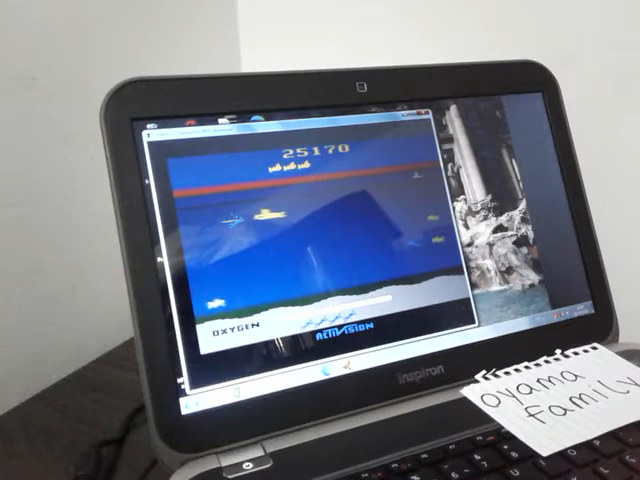 25170
OXYGEN
ACTIVISION
inspiron
oyama
family